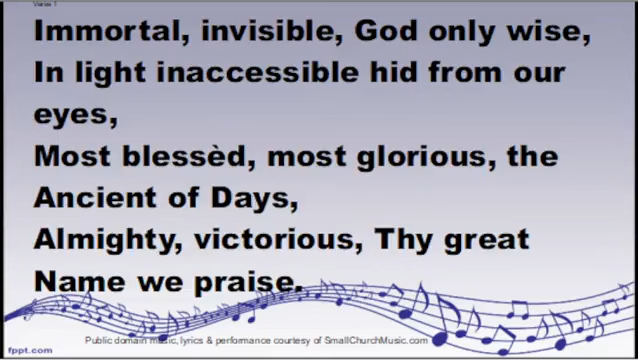 Verse 1
Immortal, invisible, God only wise,
In light inaccessible hid from our
eyes,
Most blessèd, most glorious, the
Ancient of Days,
Almighty, victorious, Thy great
Name we praise.
Public domain music, lyrics & performance courtesy of SmallChurchMusic.com
fppt.com